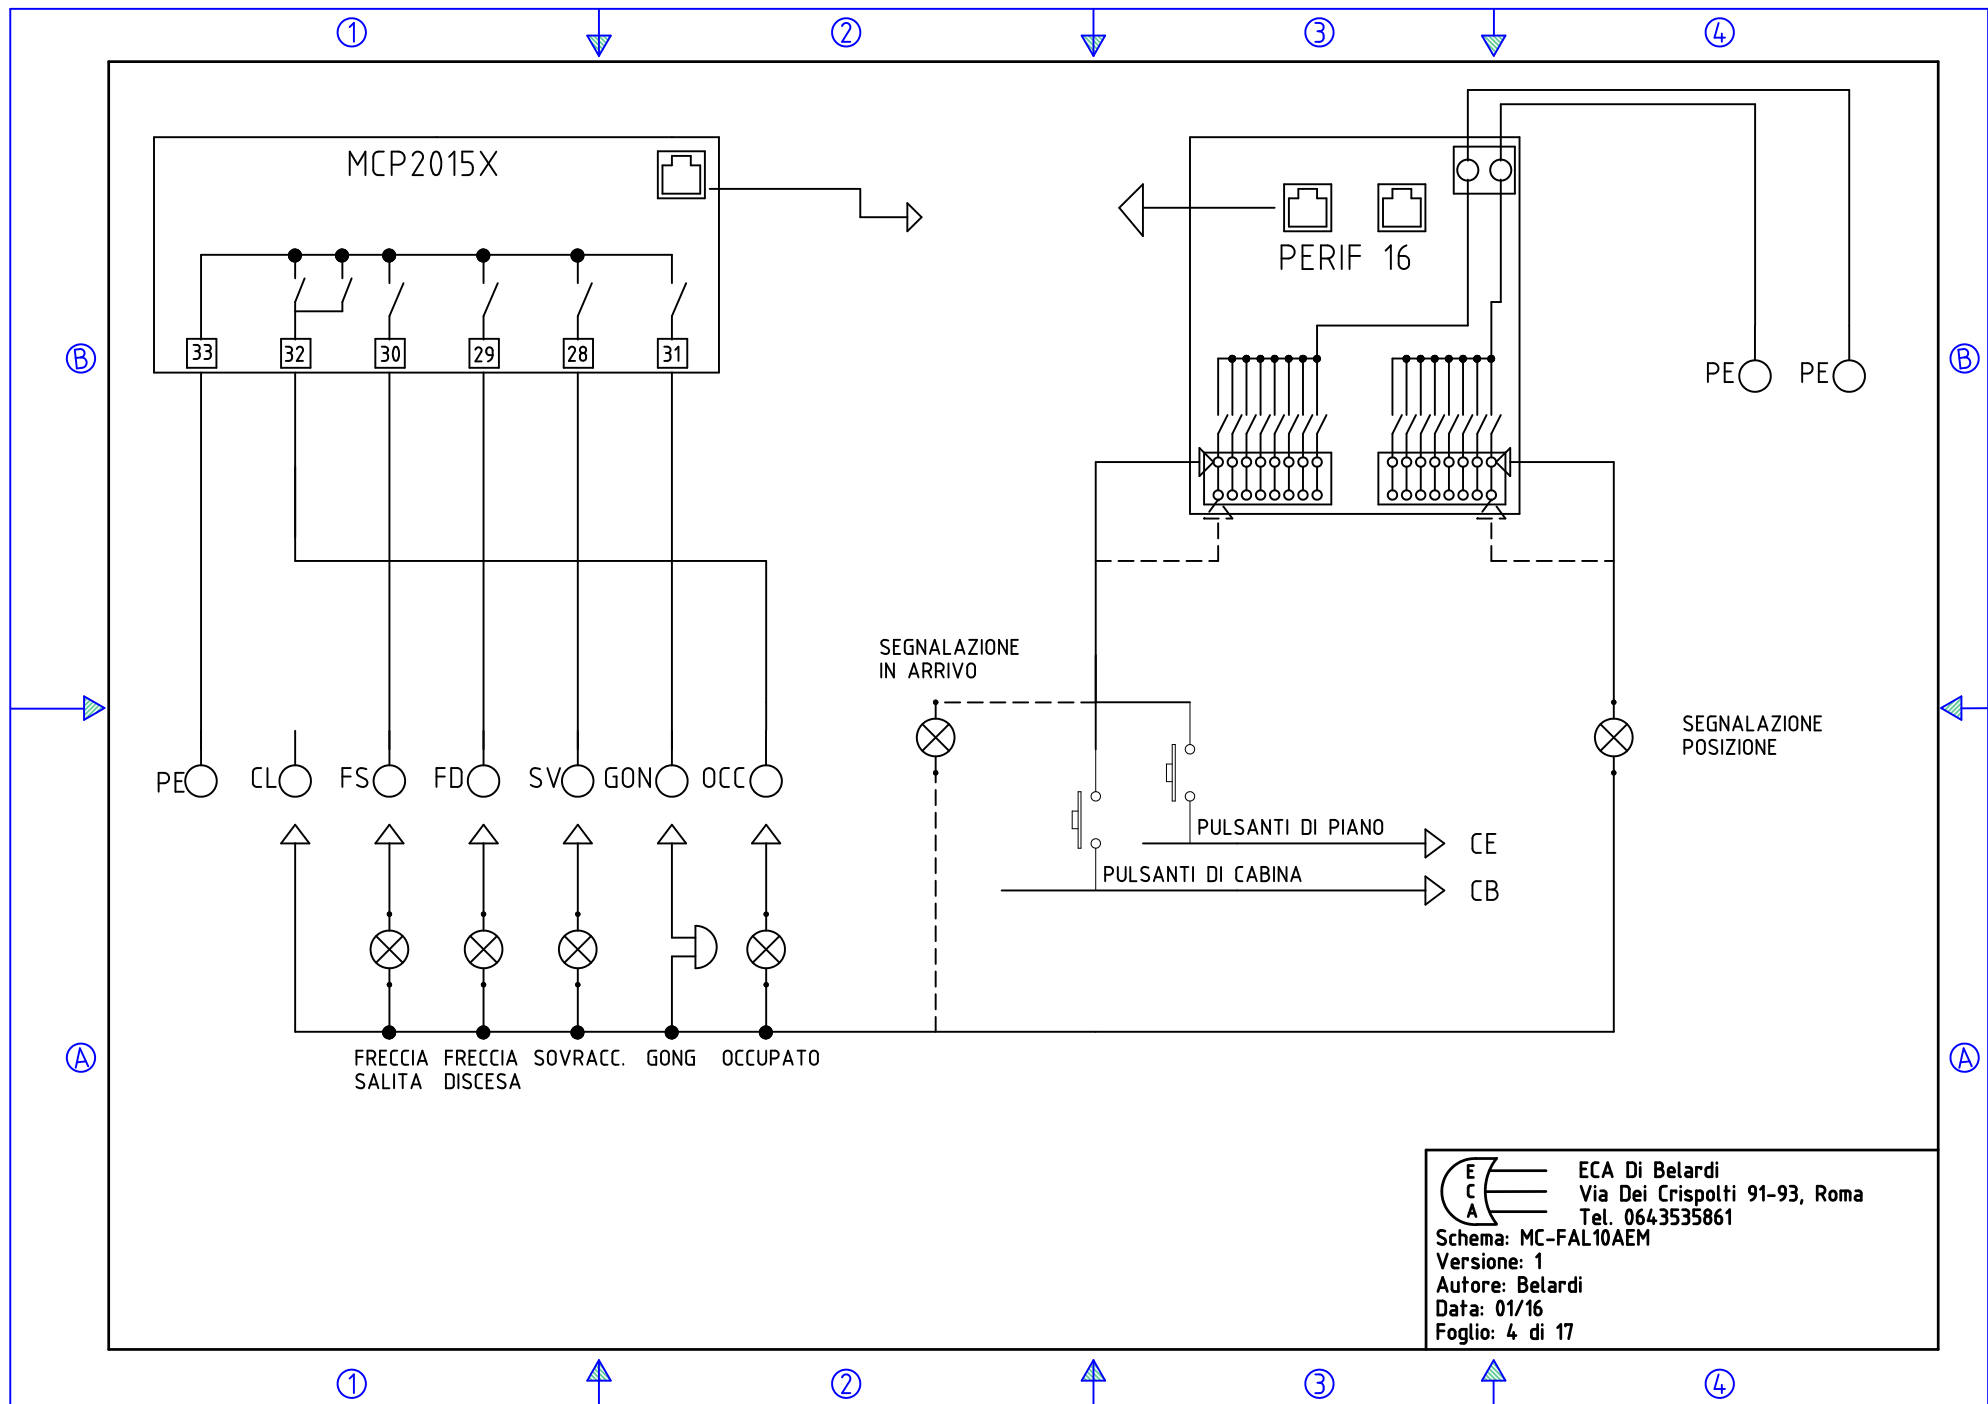 1 2 3 4
MCP2015X
PERIF 16
B
33 32 30 29 28 31
PE PE
B
SEGNALAZIONE
IN ARRIVO
SEGNALAZIONE
POSIZIONE
PE CL FS FD SV GON OCC
PULSANTI DI PIANO
CE
PULSANTI DI CABINA
CB
A
FRECCIA
SALITA
FRECCIA
DISCESA
SOVRACC.
GONG
OCCUPATO
A
E
C
A
ECA Di Belardi
Via Dei Crispolti 91-93, Roma
Tel. 0643535861
Schema: MC-FAL10AEM
Versione: 1
Autore: Belardi
Data: 01/16
Foglio: 4 di 17
1 2 3 4